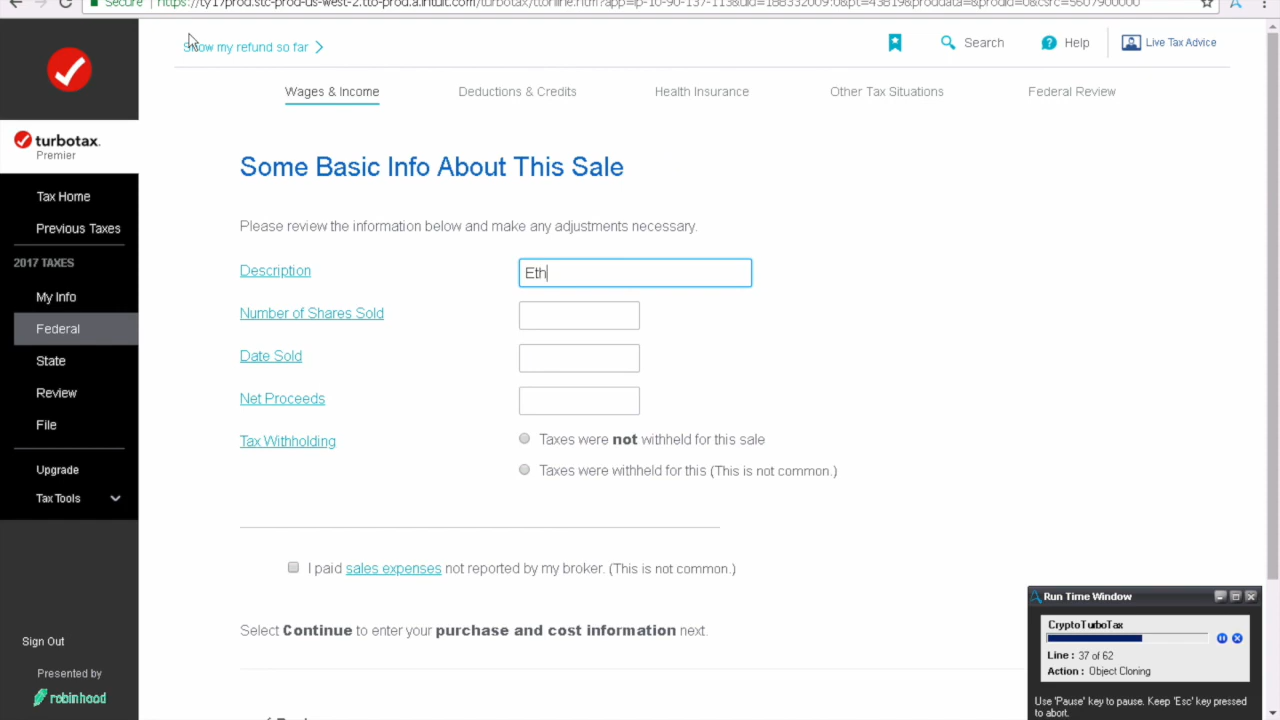 Secure
Show my refund so far
Search
Help
Live Tax Advice
Wages & Income
Deductions & Credits
Health Insurance
Other Tax Situations
Federal Review
turbotax.
Premier
Tax Home
Previous Taxes
2017 TAXES
My Info
Federal
State
Review
File
Upgrade
Tax Tools
Sign Out
Presented by
robinhood
Some Basic Info About This Sale
Please review the information below and make any adjustments necessary.
Description
Eth
Number of Shares Sold
Date Sold
Net Proceeds
Tax Withholding
Taxes were not withheld for this sale
Taxes were withheld for this (This is not common.)
I paid sales expenses not reported by my broker. (This is not common.)
Select Continue to enter your purchase and cost information next.
Run Time Window
CryptoTurboTax
Line : 37 of 62
Action : Object Cloning
Use 'Pause' key to pause. Keep 'Esc' key pressed
to abort.